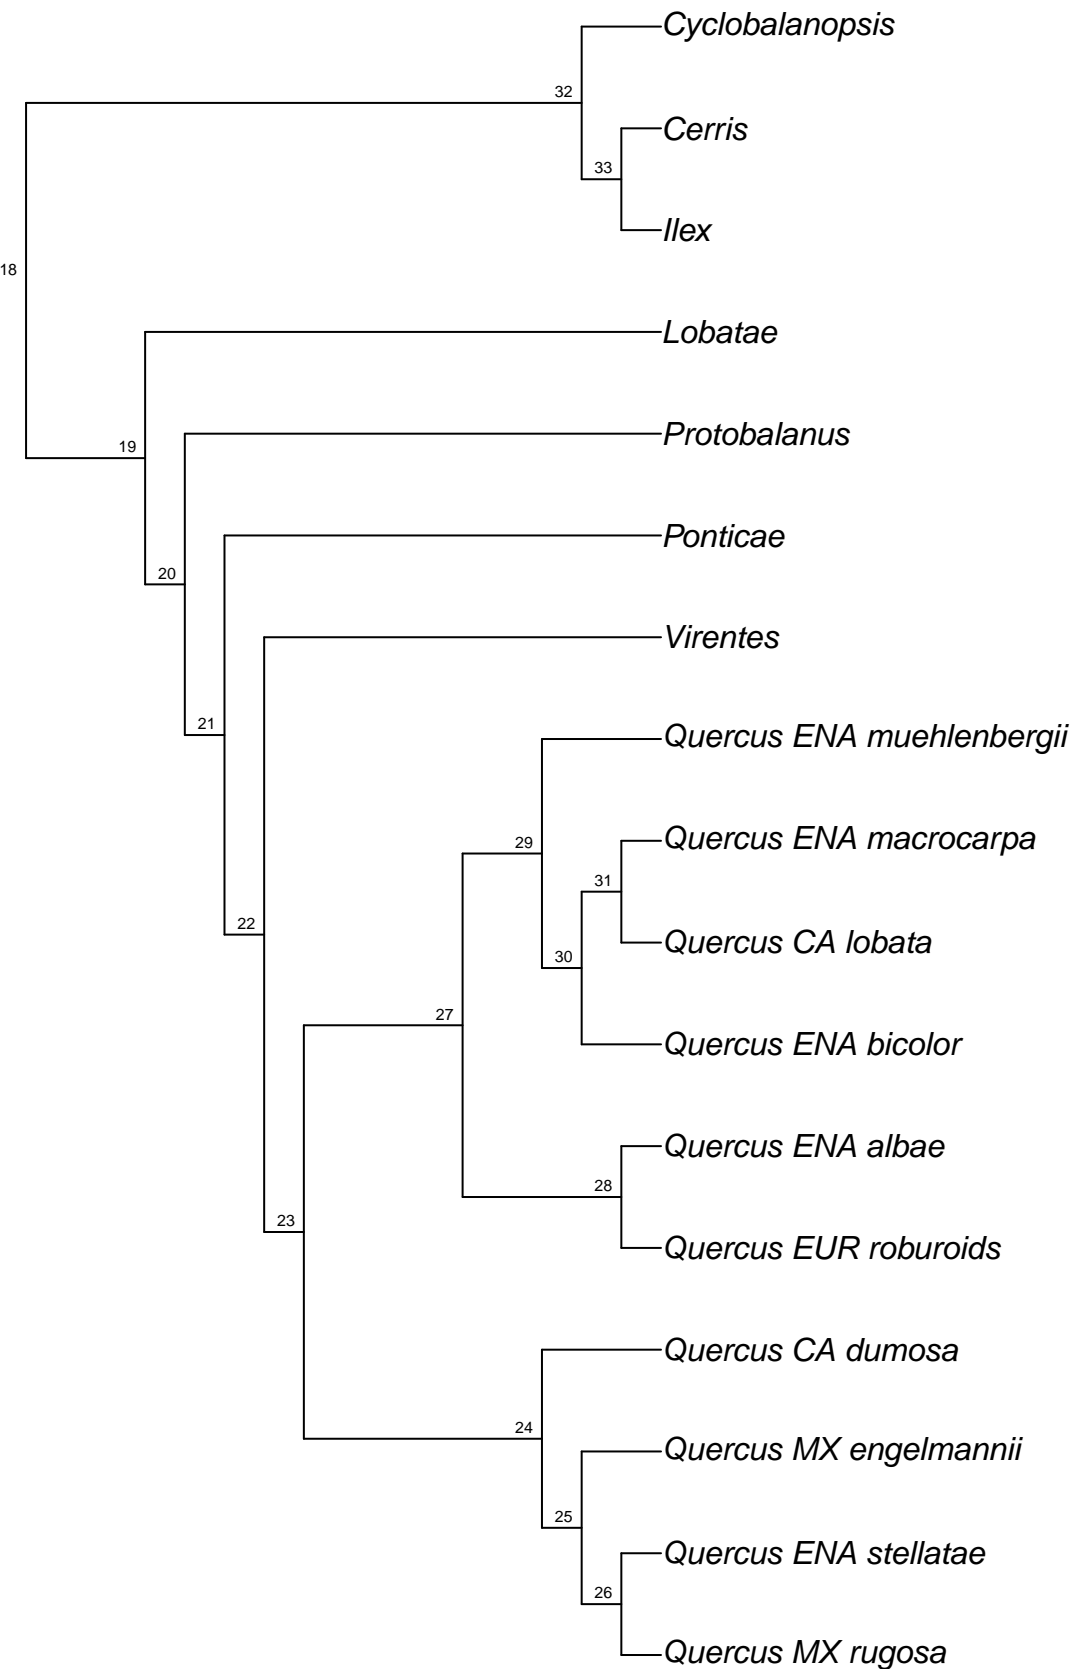 Cyclobalanopsis
32
Cerris
33
Ilex
18
Lobatae
Protobalanus
19
Ponticae
20
Virentes
21
Quercus ENA muehlenbergii
Quercus ENA macrocarpa
29
31
22
Quercus CA lobata
30
27
Quercus ENA bicolor
Quercus ENA albae
28
23
Quercus EUR roburoids
Quercus CA dumosa
24
Quercus MX engelmannii
25
Quercus ENA stellatae
26
Quercus MX rugosa